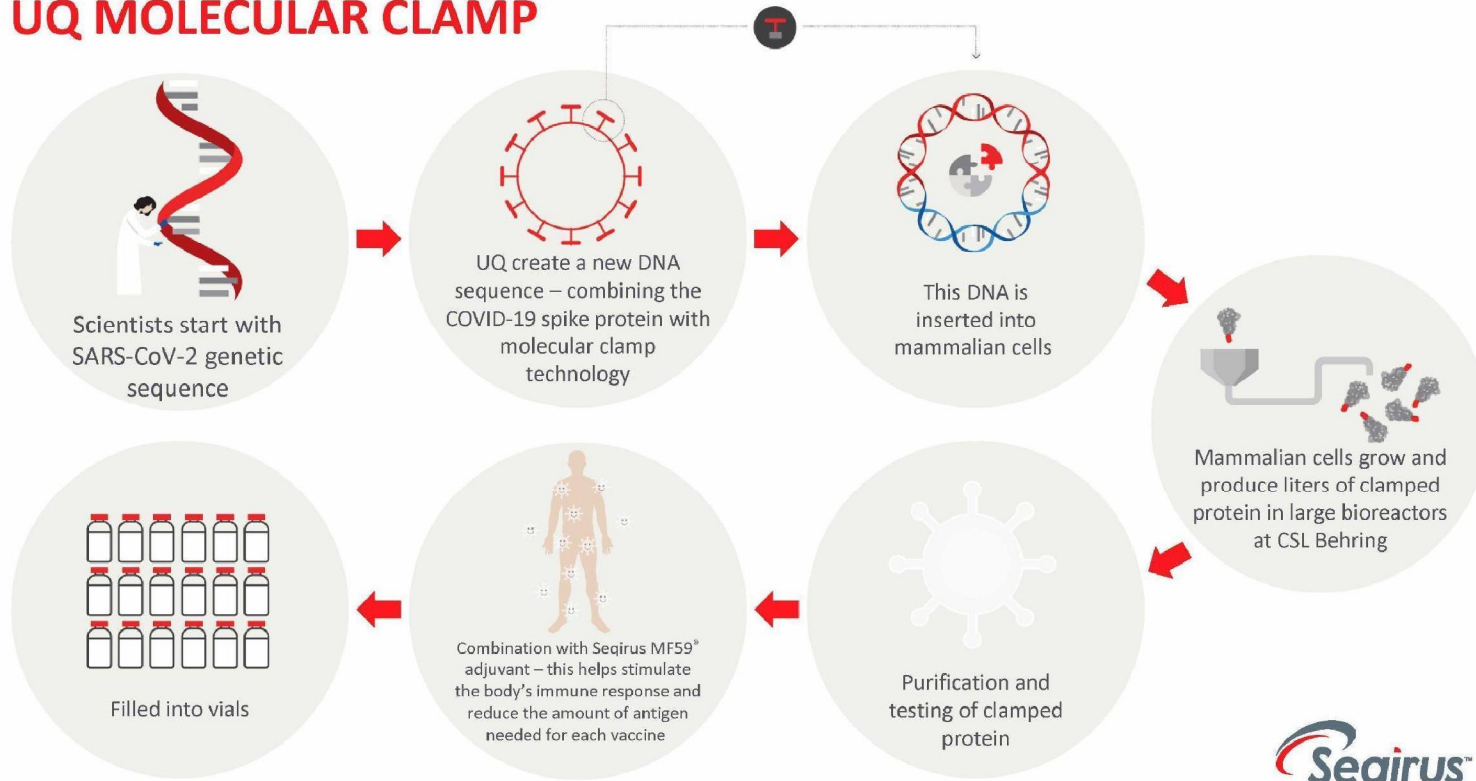 UQ MOLECULAR CLAMP
Scientists start with
SARS-CoV-2 genetic
sequence
UQ create a new DNA
sequence – combining the
COVID-19 spike protein with
molecular clamp
technology
This DNA is
inserted into
mammalian cells
Mammalian cells grow and
produce liters of clamped
protein in large bioreactors
at CSL Behring
Purification and
testing of clamped
protein
Combination with Seqirus MF59®
adjuvant – this helps stimulate
the body's immune response and
reduce the amount of antigen
needed for each vaccine
Filled into vials
Seqirus™